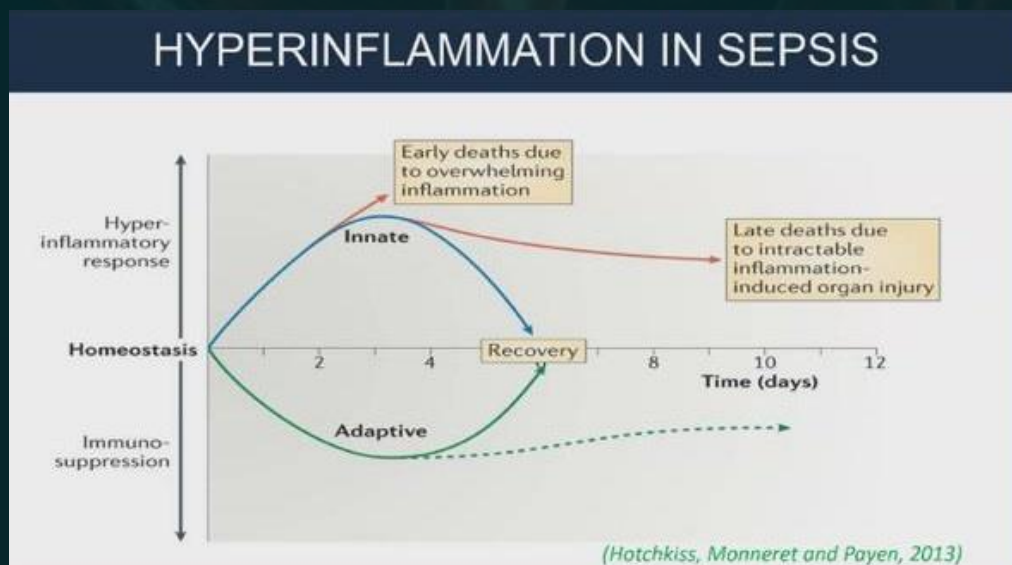 HYPERINFLAMMATION IN SEPSIS
Early deaths due
to overwhelming
inflammation
Hyper-
inflammatory
response
Innate
Late deaths due
to intractable
inflammation-
induced organ injury
Homeostasis
Recovery
2
4
6
8
10
12
Time (days)
Immuno-
suppression
Adaptive
(Hotchkiss, Monneret and Payen, 2013)